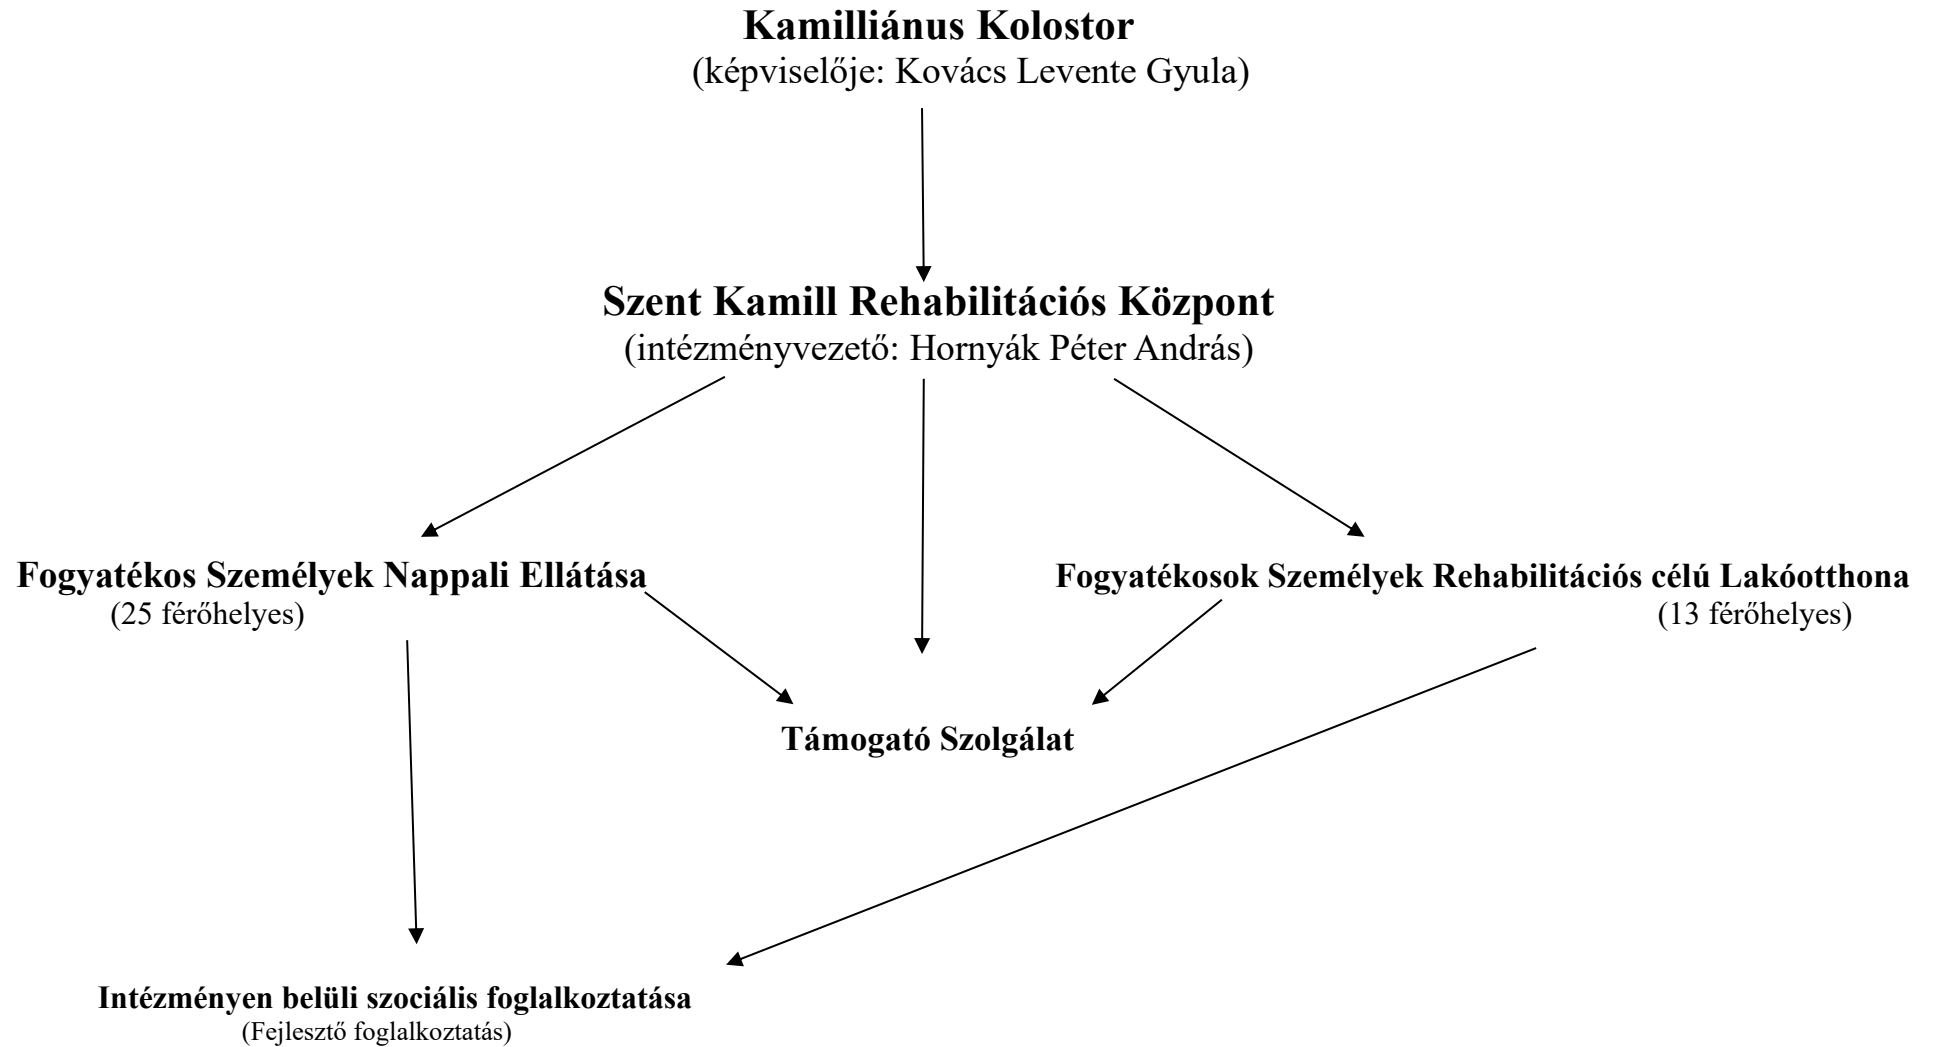 Kamilliánus Kolostor
(képviselője: Kovács Levente Gyula)
Szent Kamill Rehabilitációs Központ
(intézményvezető: Hornyák Péter András)
Fogyatékos Személyek Nappali Ellátása
(25 férőhelyes)
Fogyatékosok Személyek Rehabilitációs célú Lakóotthona
(13 férőhelyes)
Támogató Szolgálat
Intézményen belüli szociális foglalkoztatása
(Fejlesztő foglalkoztatás)